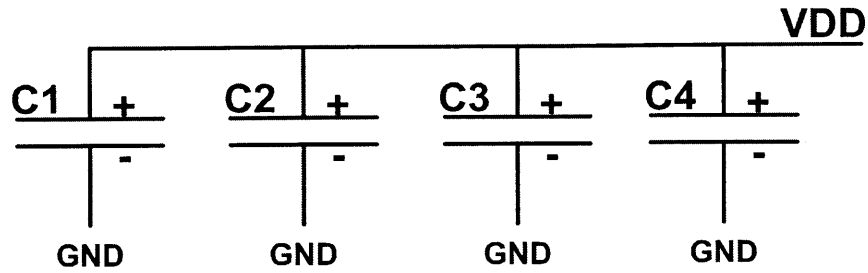 VDD
C1 + C2 + C3 + C4 +
- - - -
GND GND GND GND